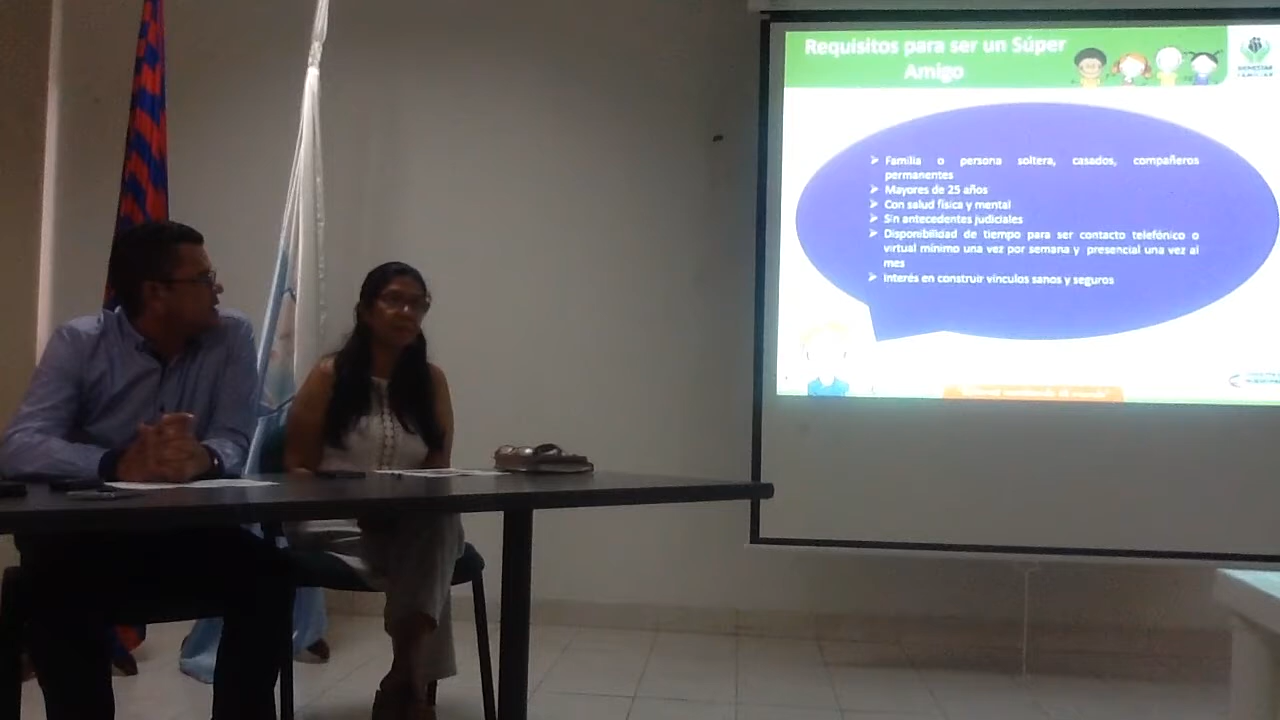 Requisitos para ser un Súper
Amigo
BIENESTAR
FAMILIAR
➢ Familia o persona soltera, casados, compañeros
permanentes
➢ Mayores de 25 años
➢ Con salud física y mental
➢ Sin antecedentes judiciales
➢ Disponibilidad de tiempo para ser contacto telefónico o
virtual mínimo una vez por semana y presencial una vez al
mes
➢ Interés en construir vínculos sanos y seguros